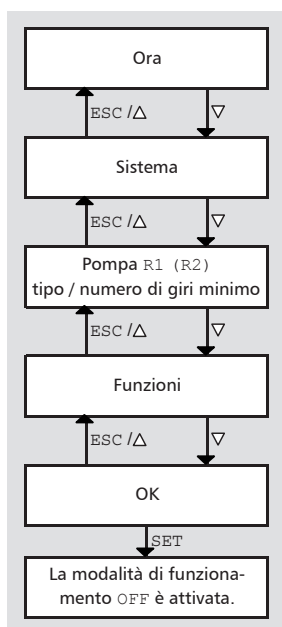 Ora
ESC /△ ▽
Sistema
ESC /△ ▽
Pompa R1 (R2)
tipo / numero di giri minimo
ESC /△ ▽
Funzioni
ESC /△ ▽
OK
SET
La modalità di funziona-
mento OFF è attivata.